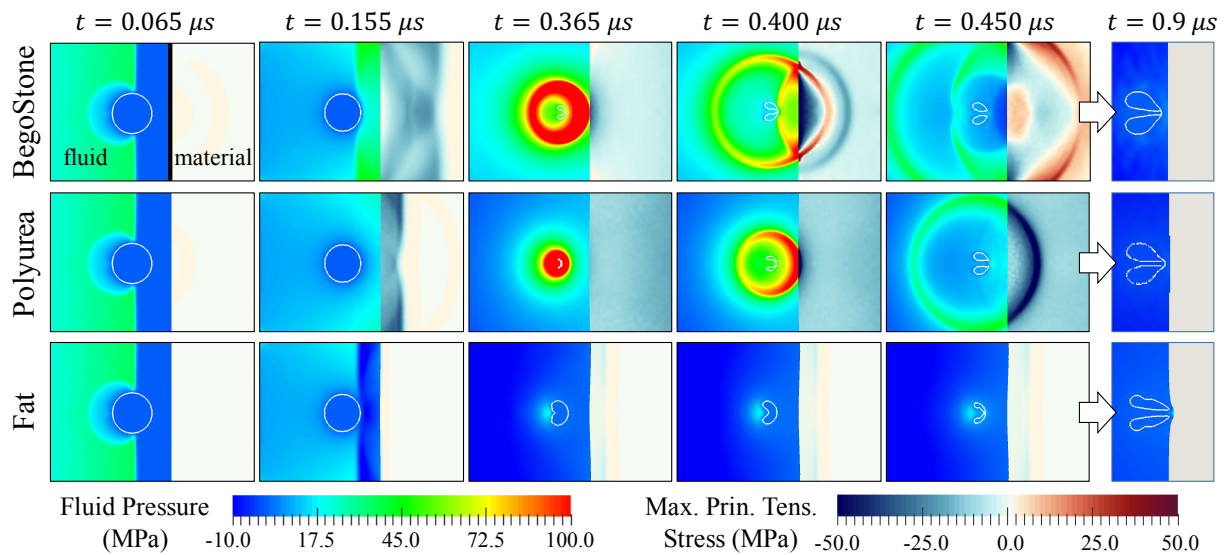 t = 0.065 μs t = 0.155 μs t = 0.365 μs t = 0.400 μs t = 0.450 μs t = 0.9 μs
BegoStone
fluid material
Polyurea
Fat
Fluid Pressure
(MPa)
-10.0 17.5 45.0 72.5 100.0
Max. Prin. Tens.
Stress (MPa)
-50.0 -25.0 0.0 25.0 50.0